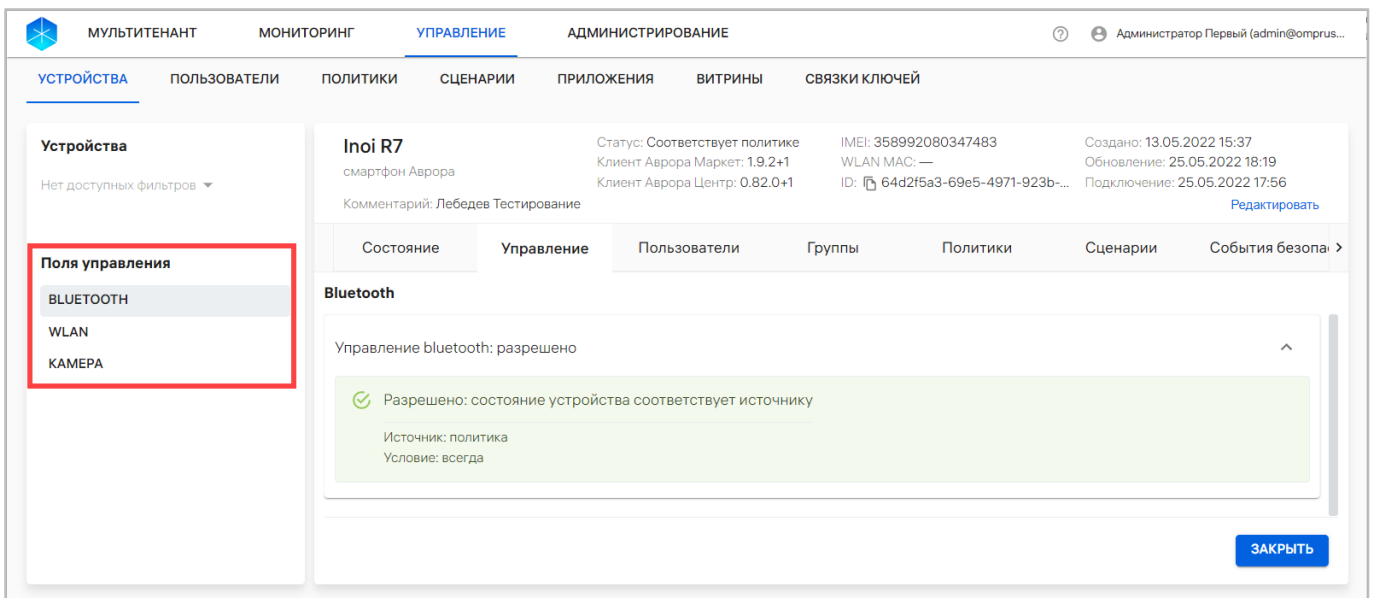 МУЛЬТИТЕНАНТ МОНИТОРИНГ УПРАВЛЕНИЕ АДМИНИСТРИРОВАНИЕ ? Администратор Первый (admin@omprus...
УСТРОЙСТВА ПОЛЬЗОВАТЕЛИ ПОЛИТИКИ СЦЕНАРИИ ПРИЛОЖЕНИЯ ВИТРИНЫ СВЯЗКИ КЛЮЧЕЙ
Устройства
Нет доступных фильтров
Поля управления
BLUETOOTH
WLAN
КАМЕРА
Inoi R7
смартфон Аврора
Комментарий: Лебедев Тестирование
Статус: Соответствует политике
Клиент Аврора Маркет: 1.9.2+1
Клиент Аврора Центр: 0.82.0+1
IMEI: 358992080347483
WLAN MAC: —
ID: 64d2f5a3-69e5-4971-923b-...
Создано: 13.05.2022 15:37
Обновление: 25.05.2022 18:19
Подключение: 25.05.2022 17:56
Редактировать
Состояние Управление Пользователи Группы Политики Сценарии События безопа
Bluetooth
Управление bluetooth: разрешено
Разрешено: состояние устройства соответствует источнику
Источник: политика
Условие: всегда
ЗАКРЫТЬ